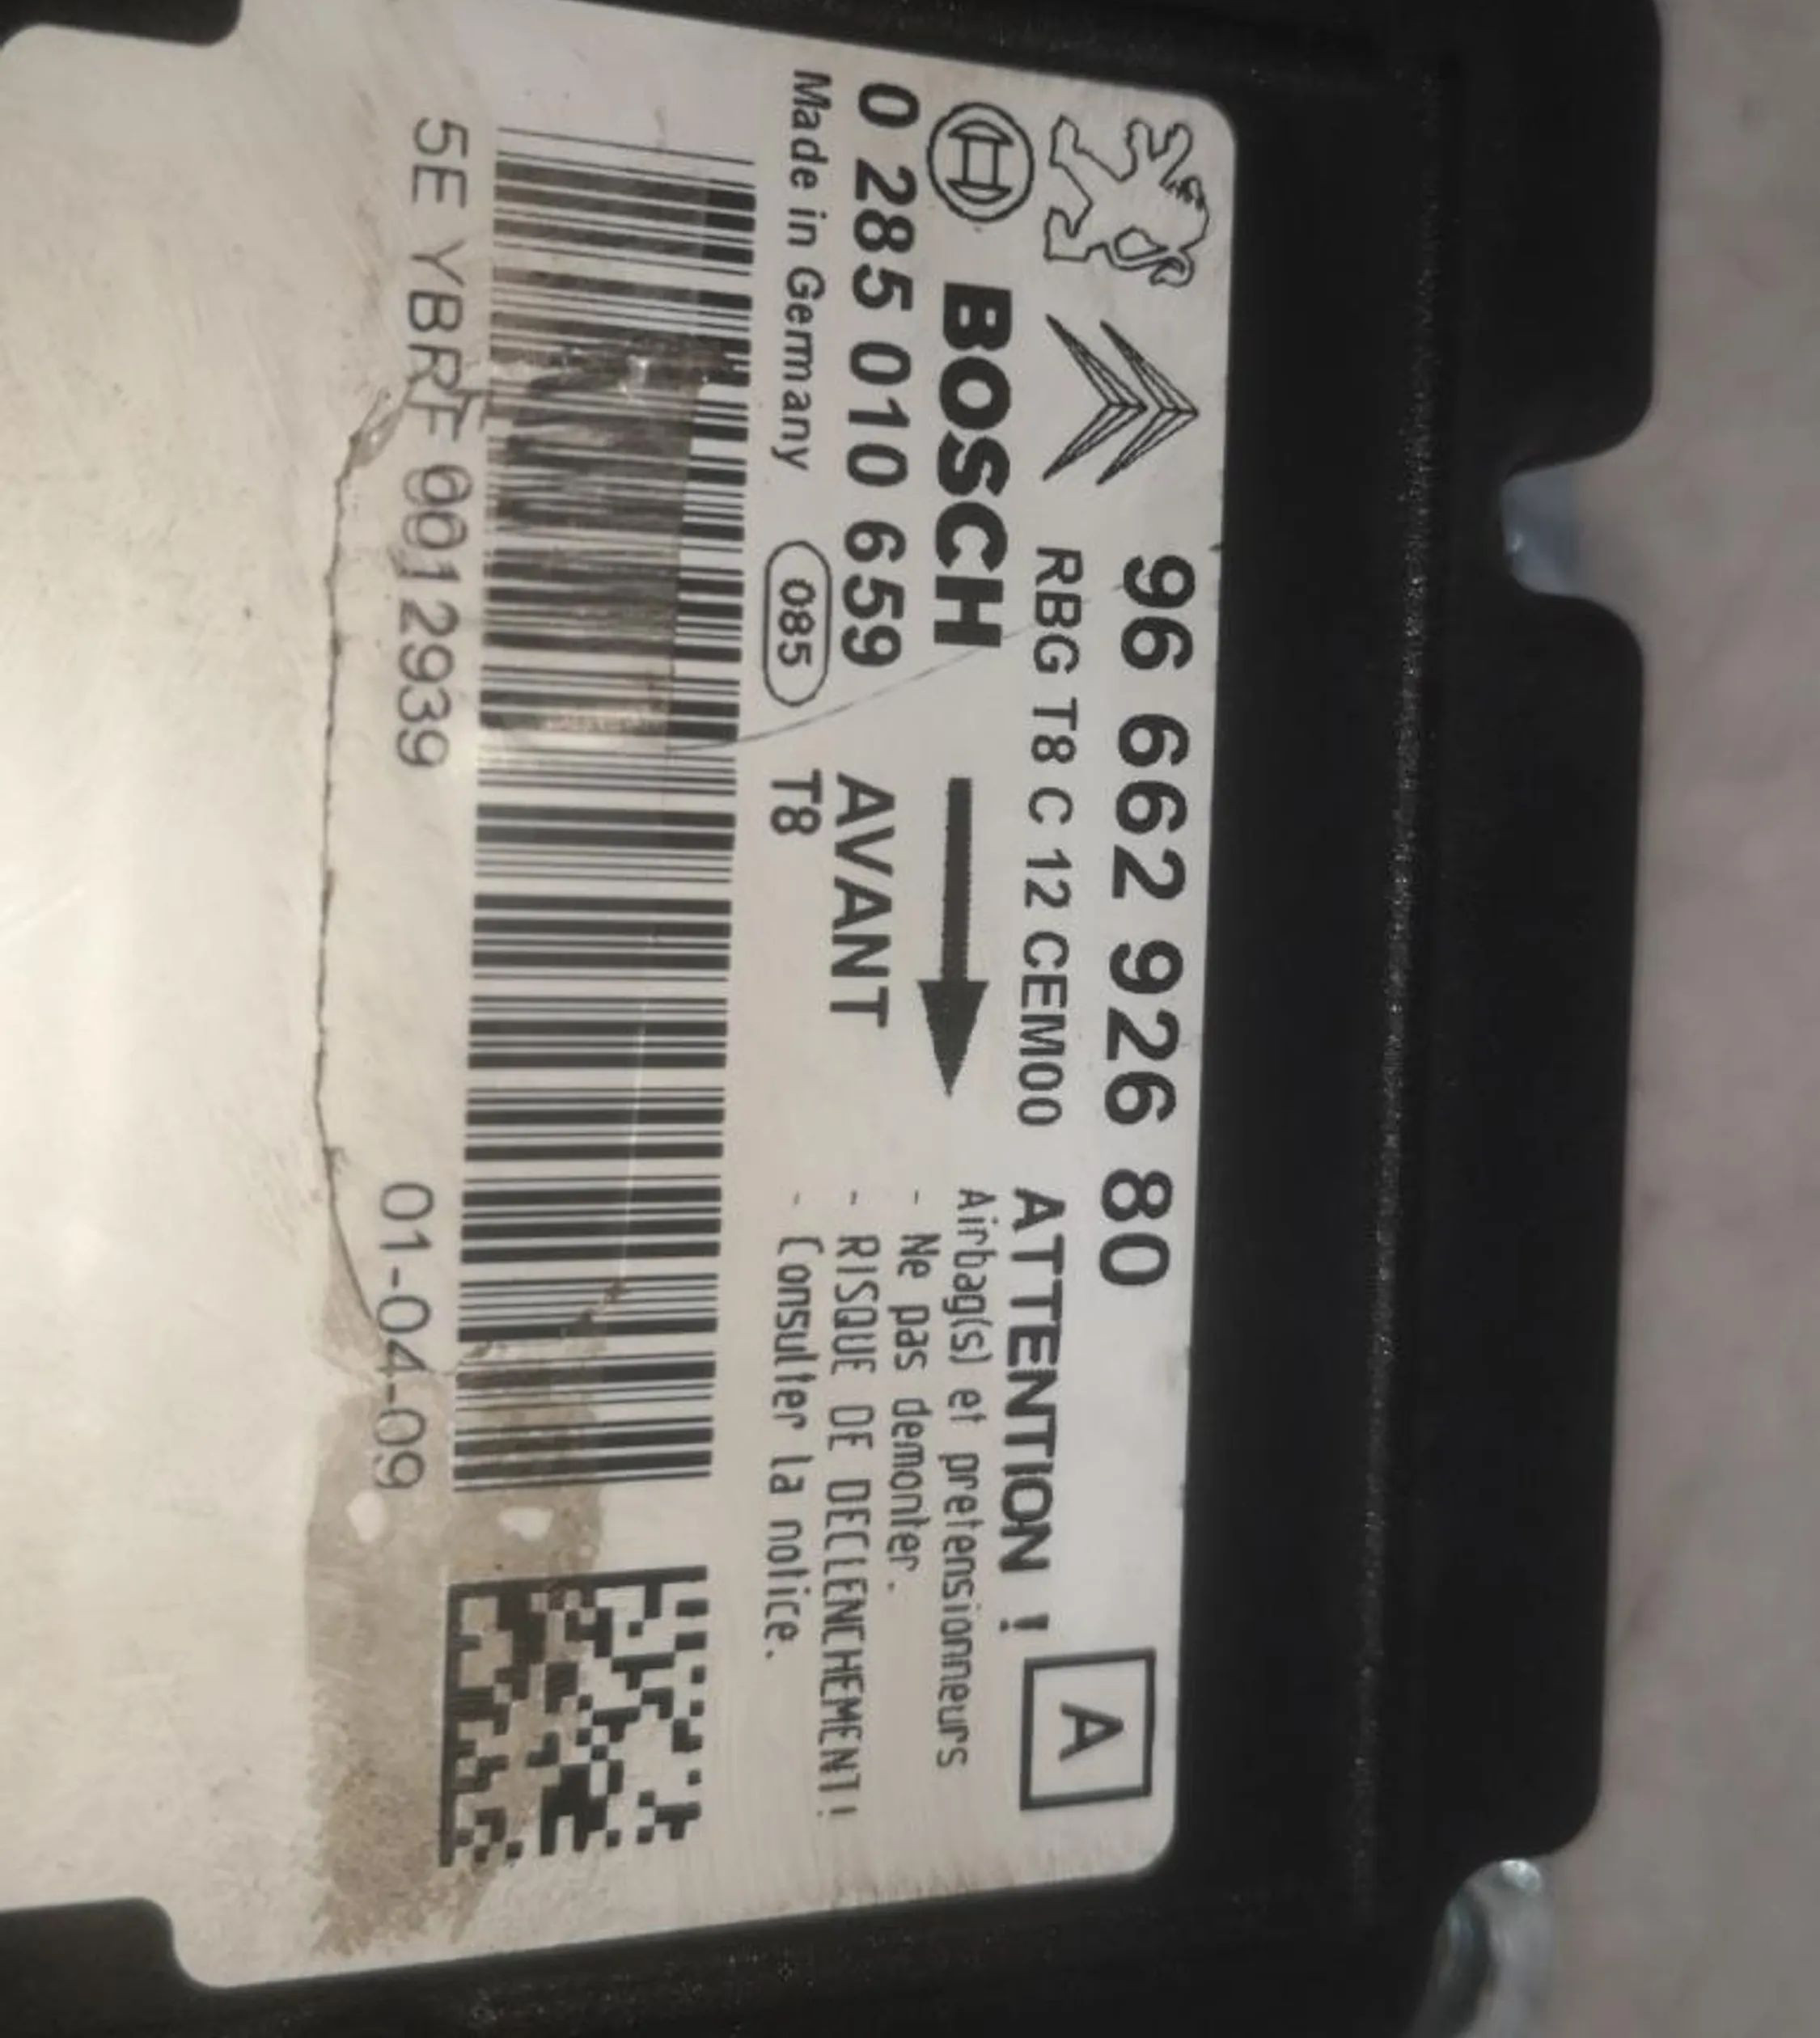 96 662 926 80
RBG T8 C 12 CEM00
BOSCH
0 285 010 659
Made in Germany
085
AVANT
T8
ATTENTION !
Airbag(s) et pretensionneurs
- Ne pas demonter.
- RISQUE DE DECLENCHEMENT!
- Consulter la notice.
A
5E YBRF 0012939
01-04-09